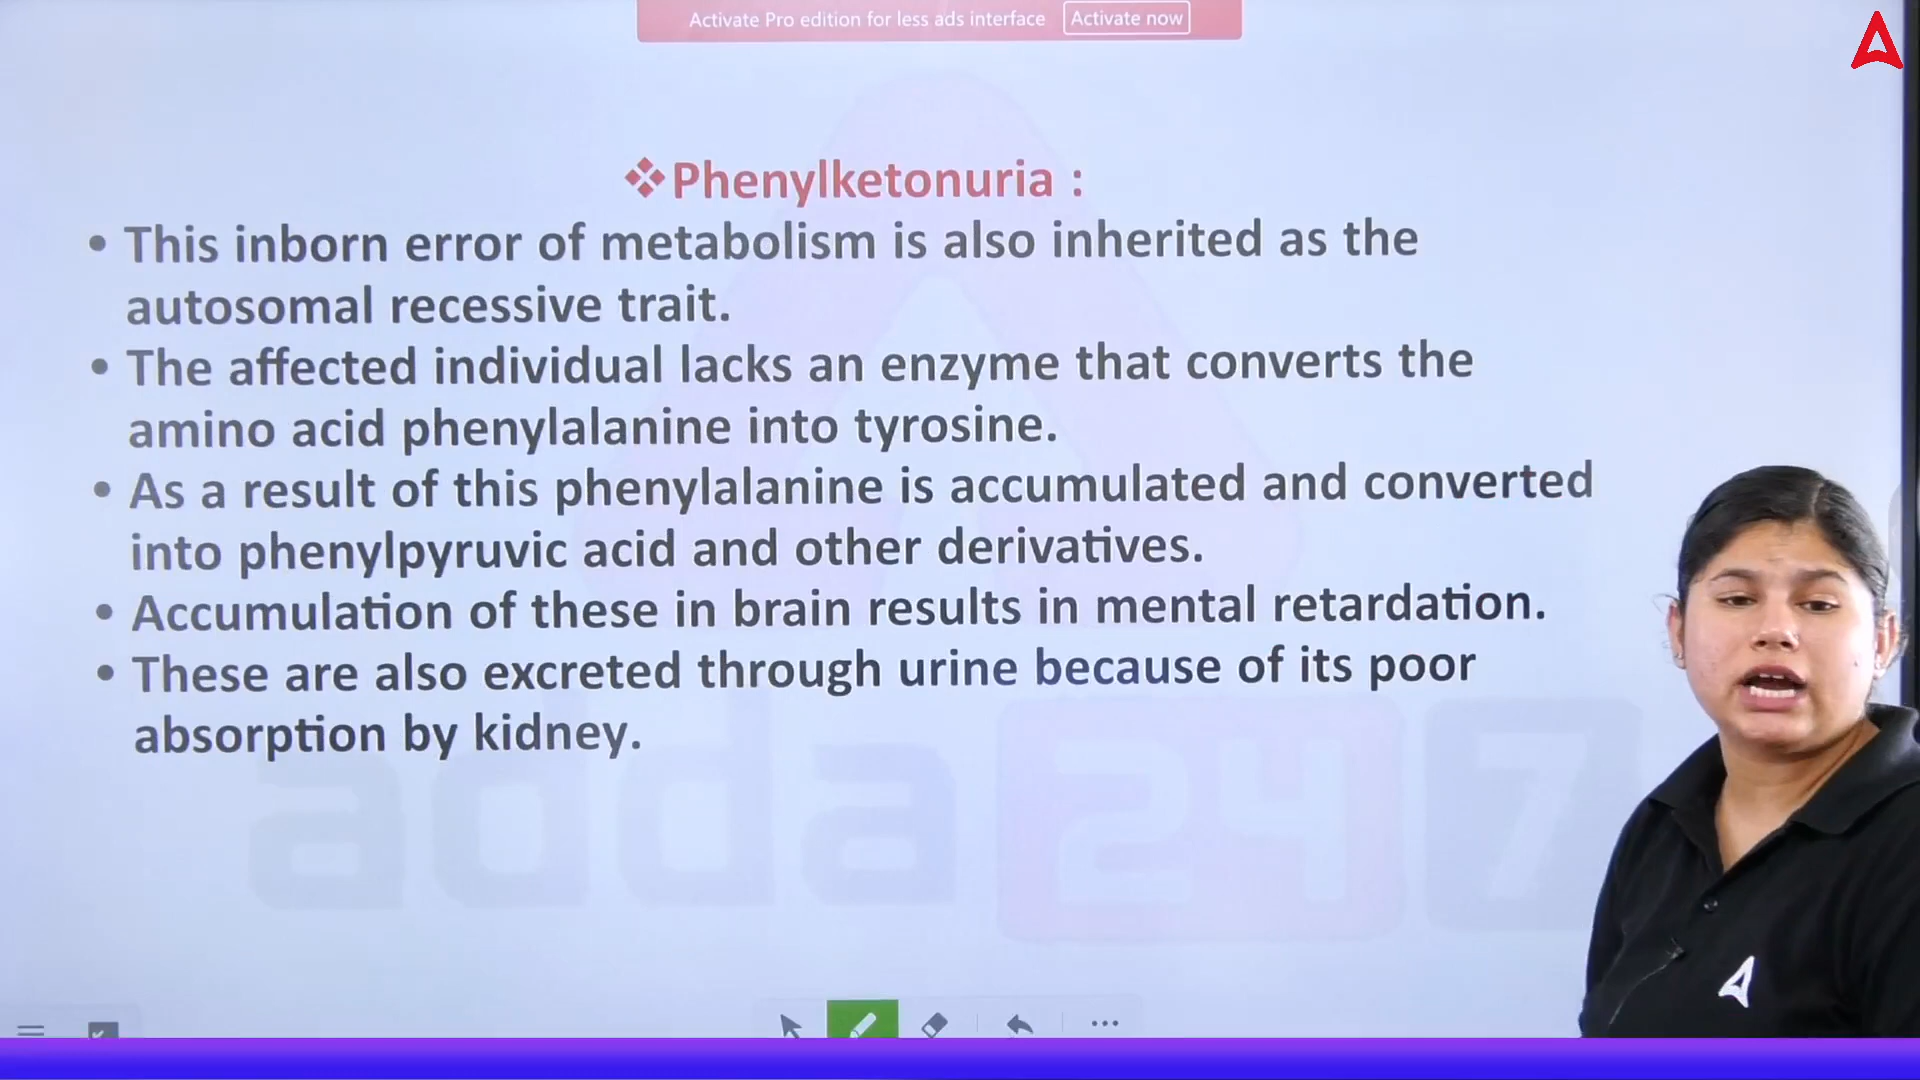 Activate Pro edition for less ads interface Activate now
❖Phenylketonuria :
• This inborn error of metabolism is also inherited as the
autosomal recessive trait.
• The affected individual lacks an enzyme that converts the
amino acid phenylalanine into tyrosine.
• As a result of this phenylalanine is accumulated and converted
into phenylpyruvic acid and other derivatives.
• Accumulation of these in brain results in mental retardation.
• These are also excreted through urine because of its poor
absorption by kidney.
adda 24 7